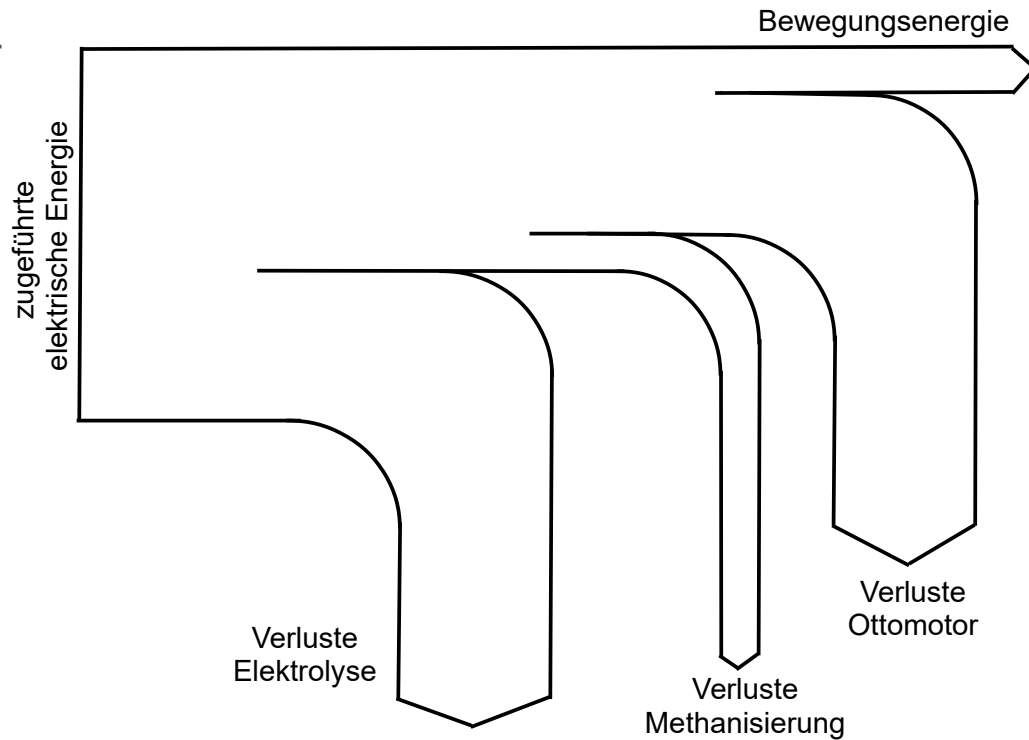 Bewegungsenergie
zugeführte
elektrische Energie
Verluste
Ottomotor
Verluste
Elektrolyse
Verluste
Methanisierung